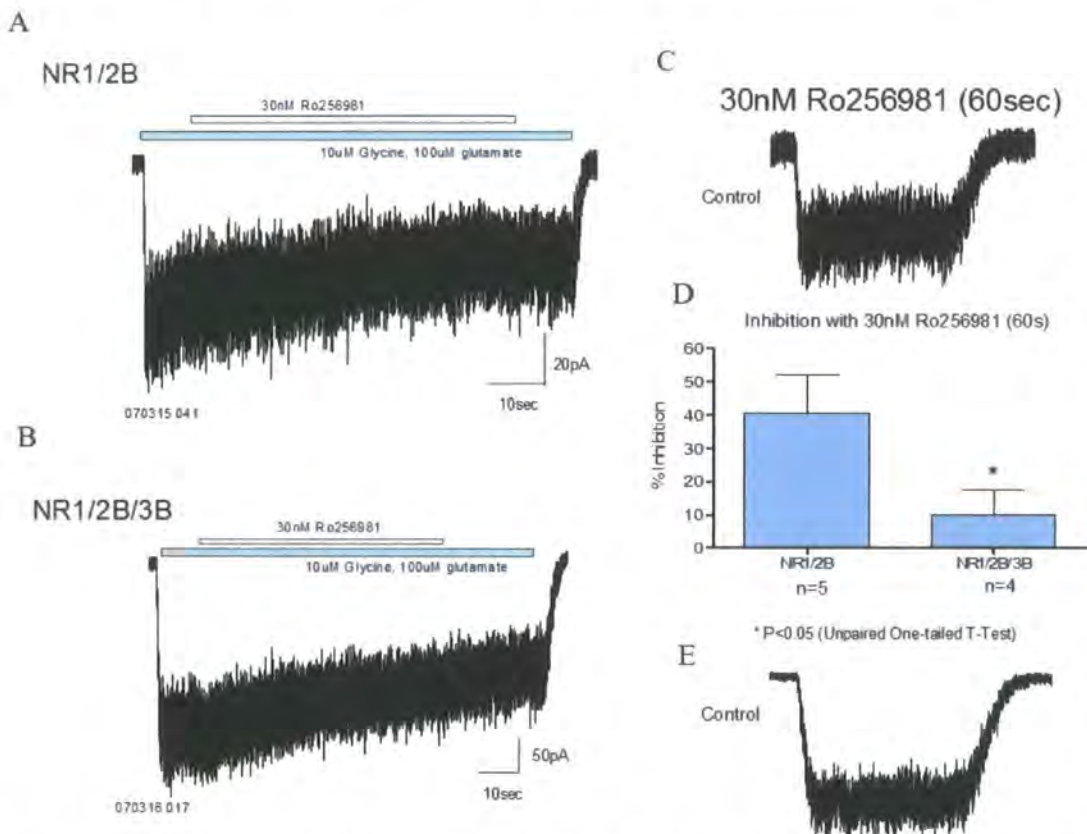 A
NR1/2B
30nM Ro256981
10uM Glycine, 100uM glutamate
20pA
10sec
070315 041
B
NR1/2B/3B
30nM Ro256981
10uM Glycine, 100uM glutamate
50pA
10sec
070316 017
C
30nM Ro256981 (60sec)
Control
D
Inhibition with 30nM Ro256981 (60s)
% Inhibition
60
50
40
30
20
10
0
*
NR1/2B
NR1/2B/3B
n=5
n=4
* P<0.05 (Unpaired One-tailed T-Test)
E
Control